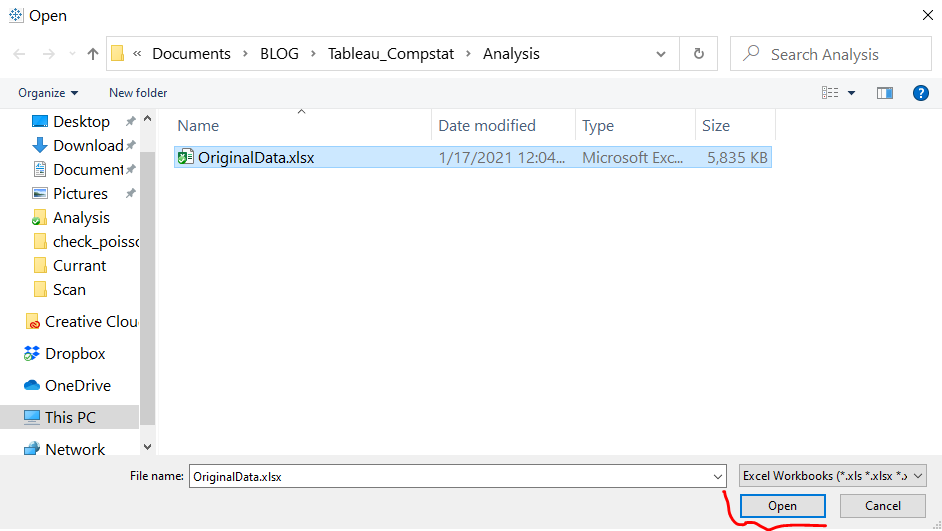 Open
« Documents > BLOG > Tableau_Compstat > Analysis
Search Analysis
Organize
New folder
?
Name
Date modified
Type
Size
OriginalData.xlsx
1/17/2021 12:04...
Microsoft Exc...
5,835 KB
Desktop
Download
Document
Pictures
Analysis
check_poisso
Currant
Scan
Creative Clou
Dropbox
OneDrive
This PC
Network
File name:
OriginalData.xlsx
Excel Workbooks (*.xls *.xlsx *.x
Open
Cancel